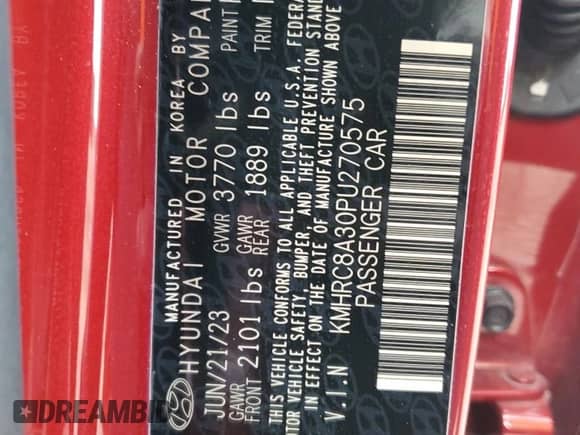 MANUFACTURED IN KOREA BY
HYUNDAI MOTOR COMPA
JUN/21/23 GVWR 3770 lbs PAINT
GAWR FRONT 2101 lbs GAWR REAR 1889 lbs TRIM
THIS VEHICLE CONFORMS TO ALL APPLICABLE U.S.A. FEDERA
MOTOR VEHICLE SAFETY, BUMPER, AND THEFT PREVENTION STAND
IN EFFECT ON THE DATE OF MANUFACTURE SHOWN ABOVE
V.I.N KMHRC8A30PU270575
PASSENGER CAR
DREAMBID